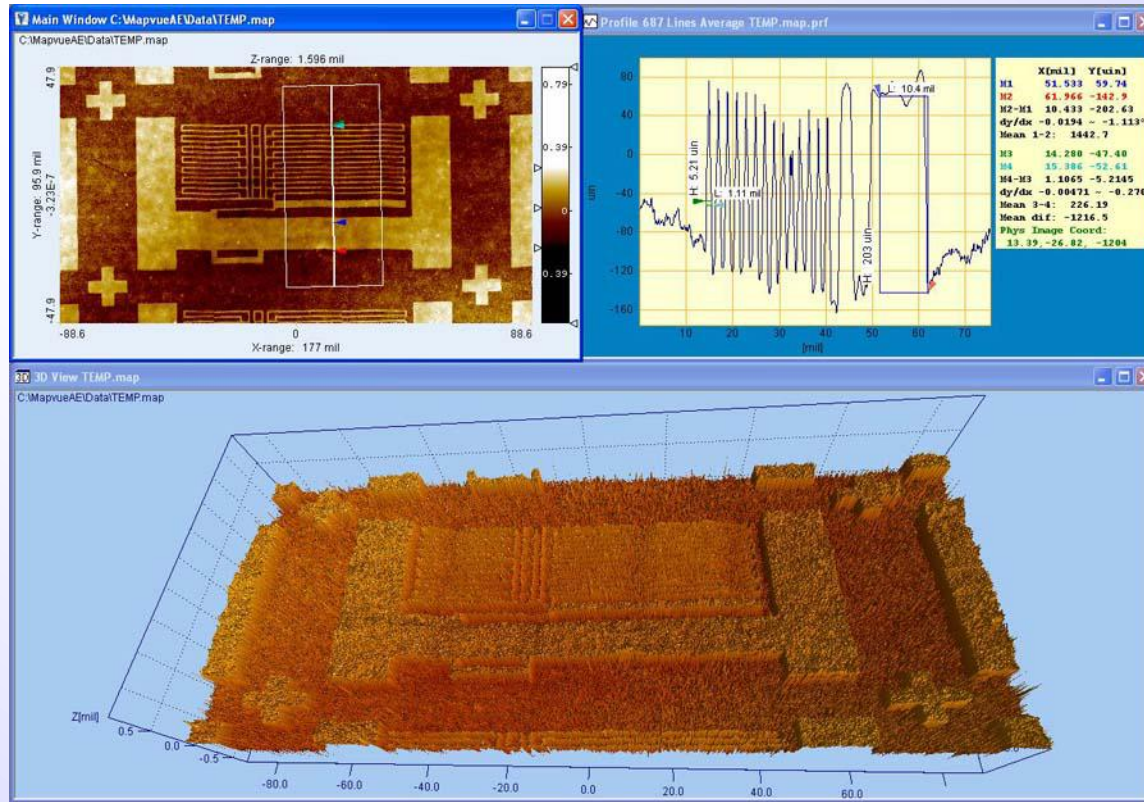 Main Window C:\MapvueAE\Data\TEMP.map
C:\MapvueAE\Data\TEMP.map
Z-range: 1.596 mil
47.9
Y-range: 95.9 mil
-3.23E-7
-47.9
-88.6
0
88.6
X-range: 177 mil
0.79
0.39
0
0.39
Profile 687 Lines Average TEMP.map.prf
80
40
0
-40
-80
-120
-160
uin
10
20
30
40
50
60
70
[mil]
H: 5.21 uin
L: 1.11 mil
H: 203 uin
L: 10.4 mil
X[mil] Y[uin]
M1 51.533 59.74
M2 61.966 -142.9
M2-M1 10.433 -202.63
dy/dx -0.0194 ~ -1.113°
Mean 1-2: 1442.7
M3 14.280 -47.40
M4 15.386 -52.61
M4-M3 1.1065 -5.2145
dy/dx -0.00471 ~ -0.270
Mean 3-4: 226.19
Mean dif: -1216.5
Phys Image Coord:
13.39,-26.82, -1204
3D View TEMP.map
C:\MapvueAE\Data\TEMP.map
Z[mil]
0.5
0.0
-0.5
-80.0
-60.0
-40.0
-20.0
0.0
20.0
40.0
60.0